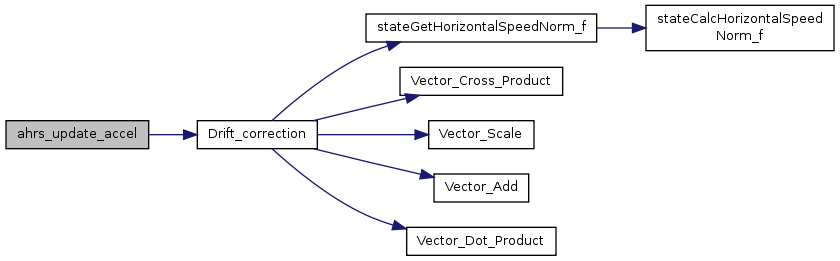 ahrs_update_accel
Drift_correction
stateGetHorizontalSpeedNorm_f
stateCalcHorizontalSpeed
Norm_f
Vector_Cross_Product
Vector_Scale
Vector_Add
Vector_Dot_Product